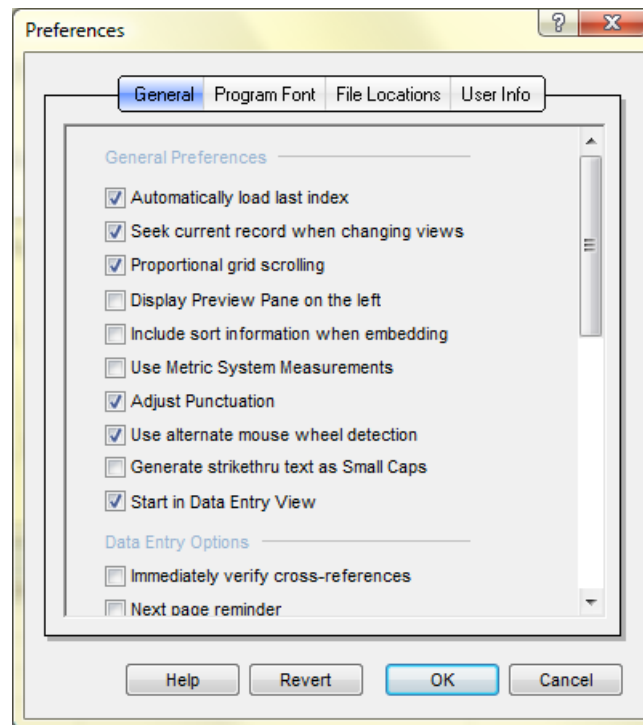 Preferences
General Program Font File Locations User Info
General Preferences
Automatically load last index
Seek current record when changing views
Proportional grid scrolling
Display Preview Pane on the left
Include sort information when embedding
Use Metric System Measurements
Adjust Punctuation
Use alternate mouse wheel detection
Generate strikethru text as Small Caps
Start in Data Entry View
Data Entry Options
Immediately verify cross-references
Next page reminder
Help Revert OK Cancel